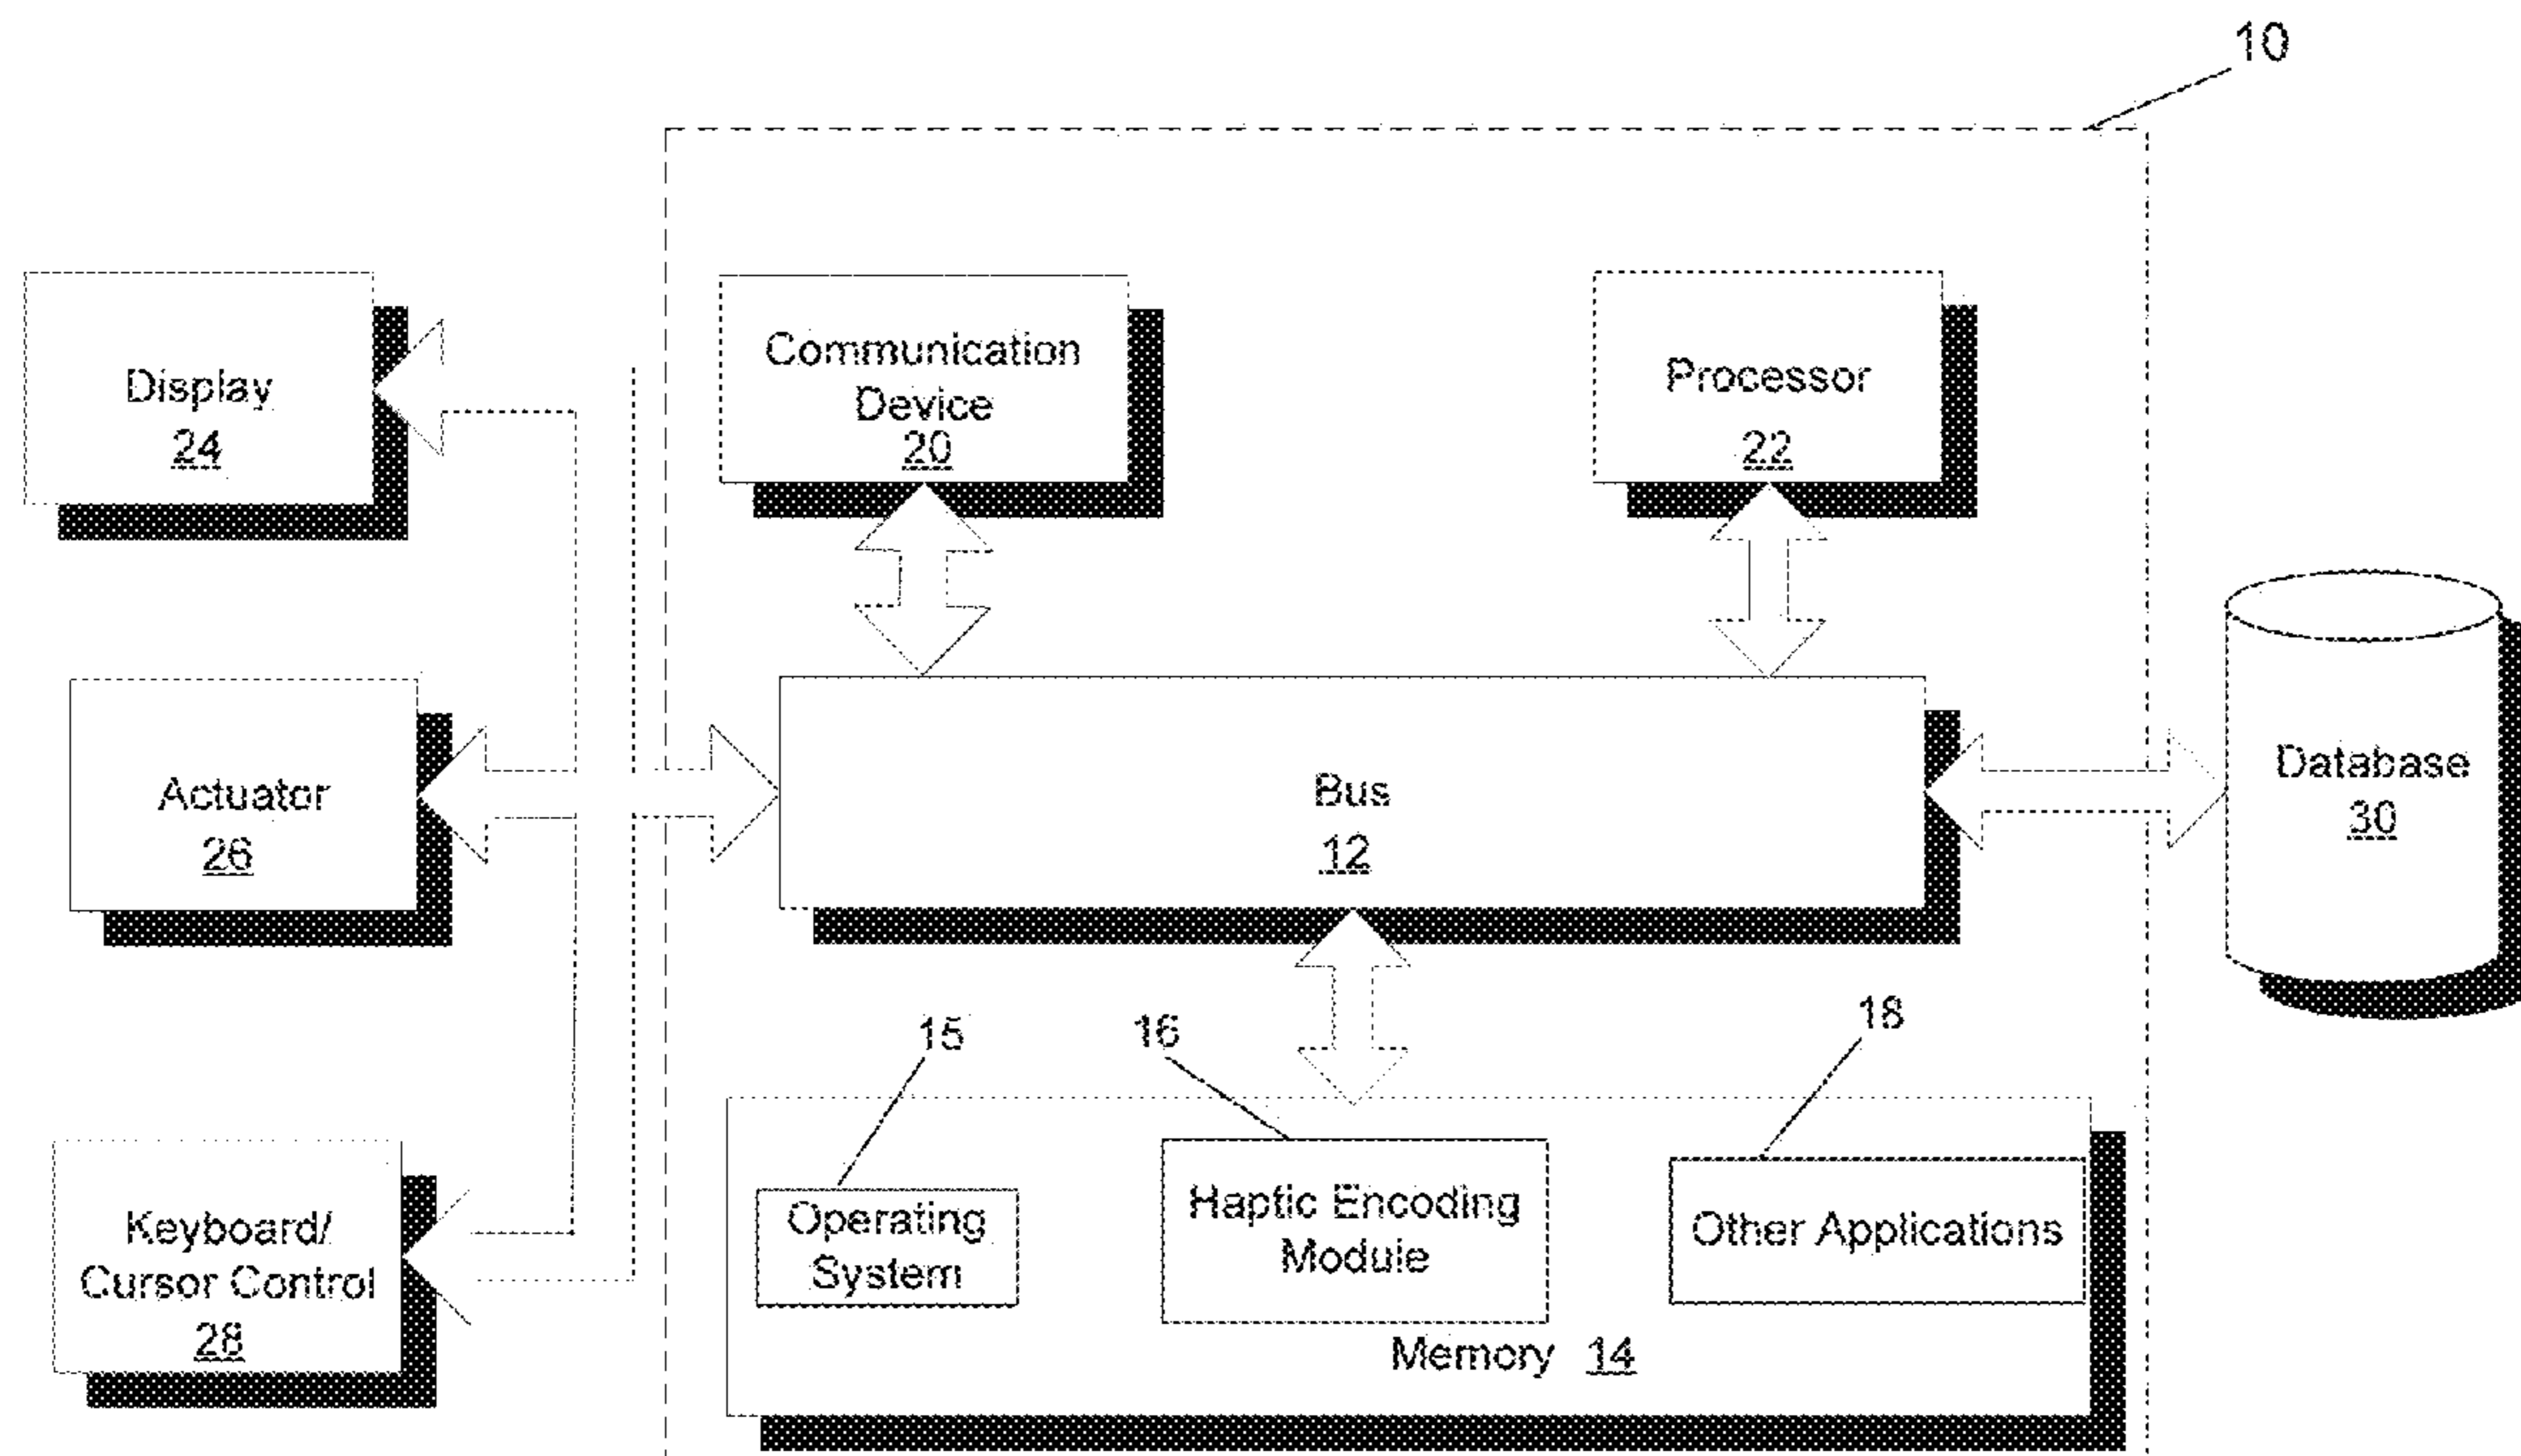 10
Display
24
Communication
Device
20
Processor
22
Actuator
26
Bus
12
Database
30
15
16
18
Keyboard/
Cursor Control
28
Operating
System
Haptic Encoding
Module
Other Applications
Memory 14